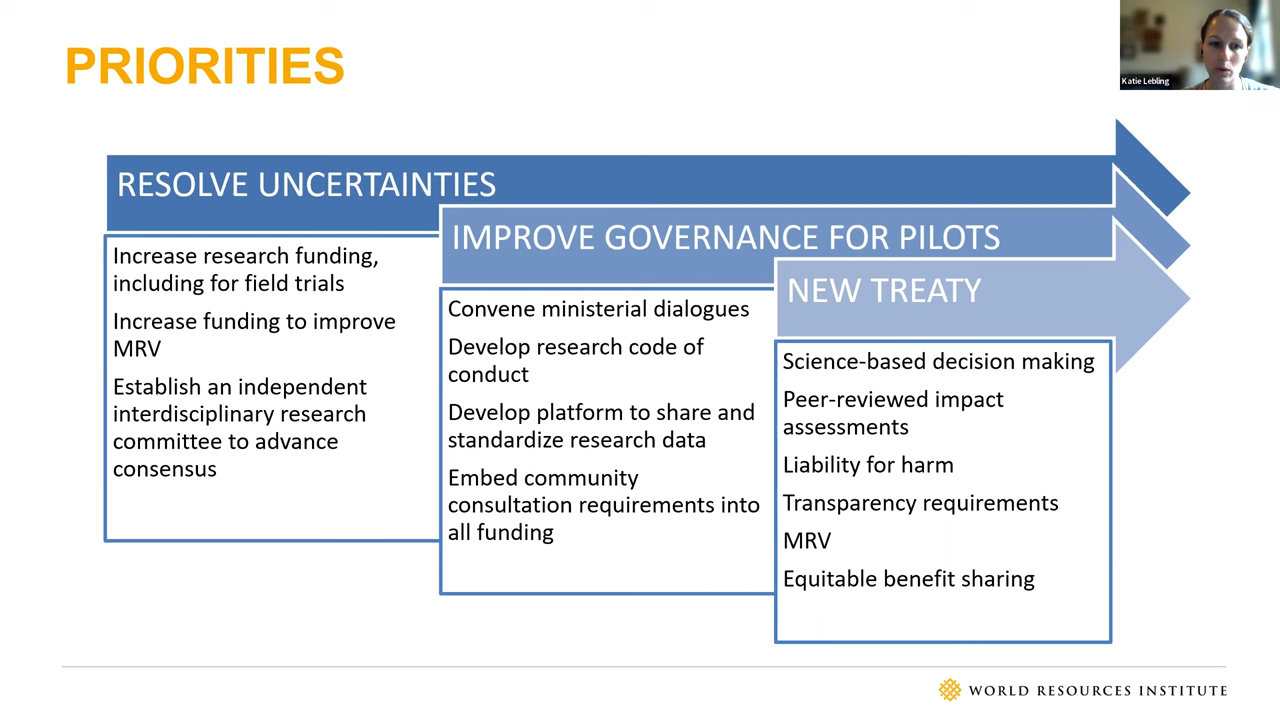 PRIORITIES
Katie Lebling
RESOLVE UNCERTAINTIES
Increase research funding,
including for field trials
Increase funding to improve
MRV
Establish an independent
interdisciplinary research
committee to advance
consensus
IMPROVE GOVERNANCE FOR PILOTS
Convene ministerial dialogues
Develop research code of
conduct
Develop platform to share and
standardize research data
Embed community
consultation requirements into
all funding
NEW TREATY
Science-based decision making
Peer-reviewed impact
assessments
Liability for harm
Transparency requirements
MRV
Equitable benefit sharing
WORLD RESOURCES INSTITUTE